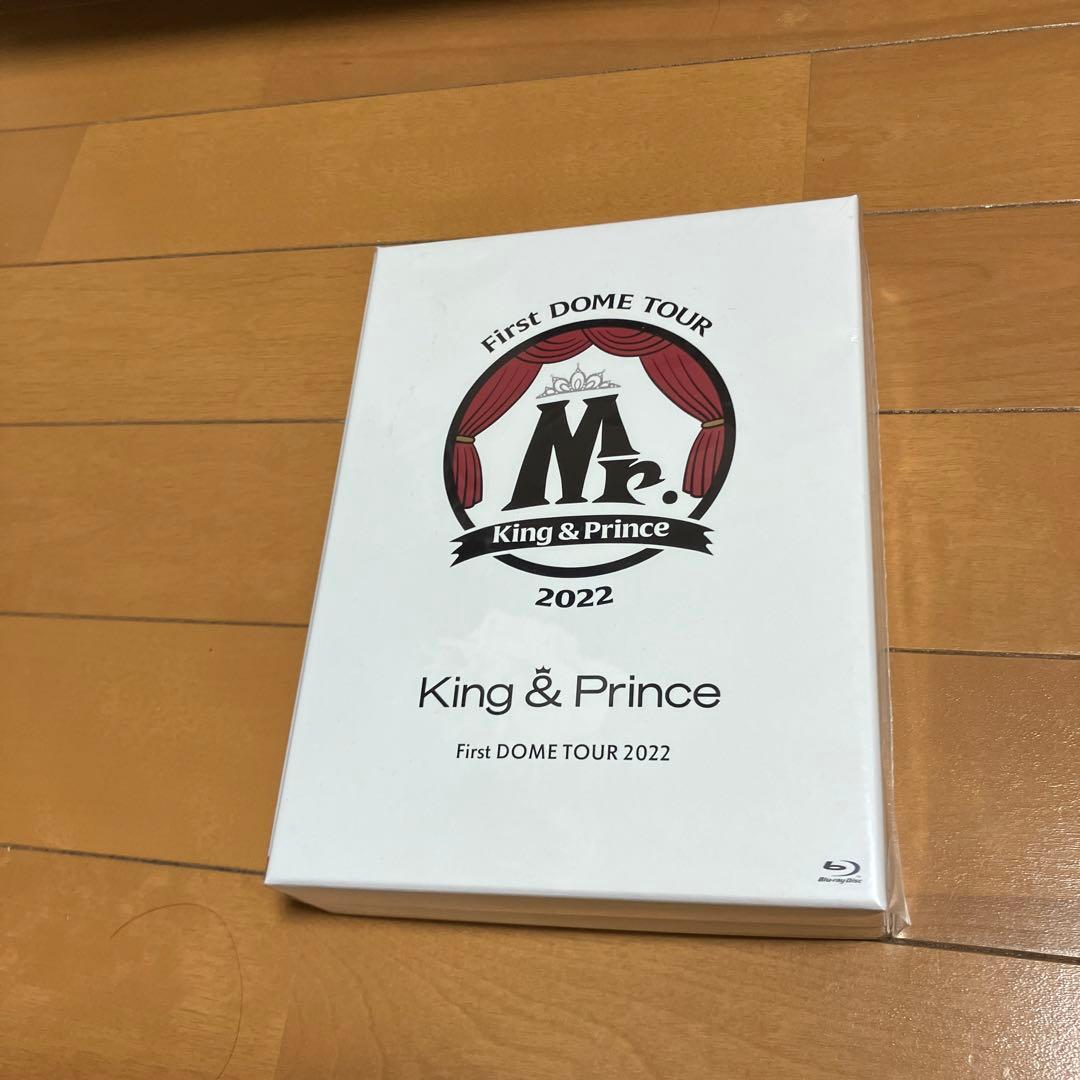 First DOME TOUR
Mr.
King & Prince
2022
King & Prince
First DOME TOUR 2022
Blu-ray Disc